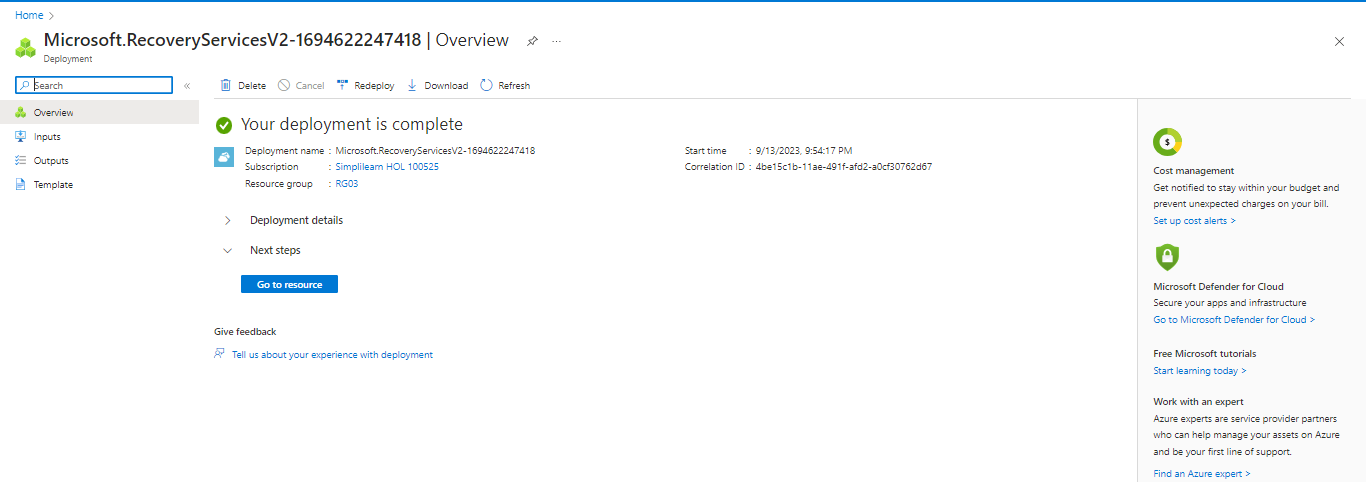 Home >
Microsoft.RecoveryServicesV2-1694622247418 | Overview ...
Deployment
Search «
Delete Cancel Redeploy Download Refresh
Overview
Inputs
Outputs
Template
Your deployment is complete
Deployment name : Microsoft.RecoveryServicesV2-1694622247418
Subscription : Simplilearn HOL 100525
Resource group : RG03
Start time : 9/13/2023, 9:54:17 PM
Correlation ID : 4be15c1b-11ae-491f-afd2-a0cf30762d67
Deployment details
Next steps
Go to resource
Give feedback
Tell us about your experience with deployment
$
Cost management
Get notified to stay within your budget and
prevent unexpected charges on your bill.
Set up cost alerts >
Microsoft Defender for Cloud
Secure your apps and infrastructure
Go to Microsoft Defender for Cloud >
Free Microsoft tutorials
Start learning today >
Work with an expert
Azure experts are service provider partners
who can help manage your assets on Azure
and be your first line of support.
Find an Azure expert >